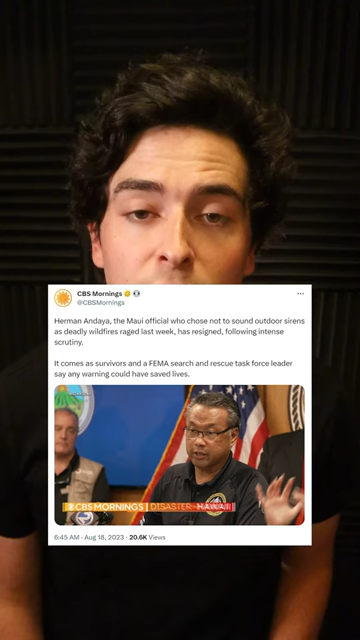 CBS Mornings
@CBSMornings
Herman Andaya, the Maui official who chose not to sound outdoor sirens
as deadly wildfires raged last week, has resigned, following intense
scrutiny.
It comes as survivors and a FEMA search and rescue task force leader
say any warning could have saved lives.
CBS MORNINGS | DISASTER IN HAWAII
6:45 AM · Aug 18, 2023 · 20.6K Views